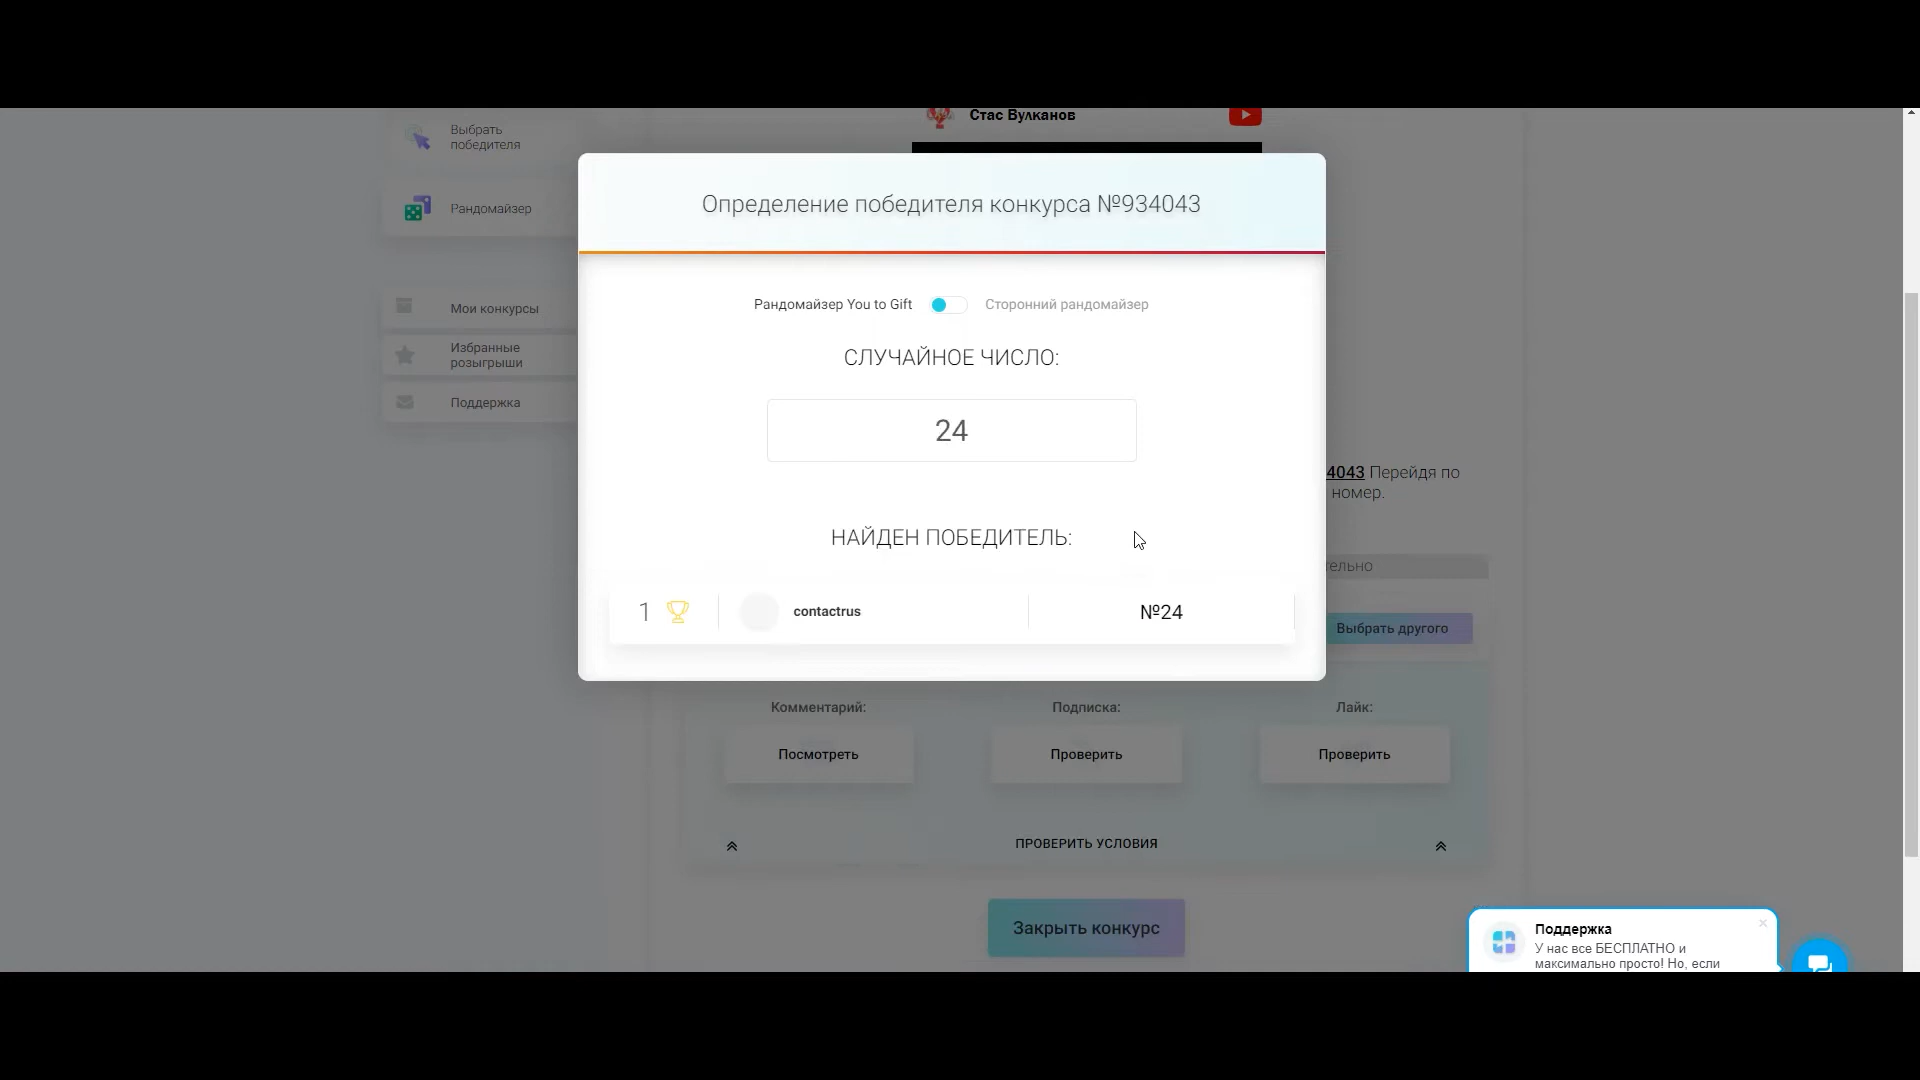 Стас Вулканов
Выбрать
победителя
Рандомайзер
Мои конкурсы
Избранные
розыгрыши
Поддержка
Определение победителя конкурса №934043
Рандомайзер You to Gift
Сторонний рандомайзер
СЛУЧАЙНОЕ ЧИСЛО:
24
НАЙДЕН ПОБЕДИТЕЛЬ:
1
contactrus
№24
4043 Перейдя по
номер.
тельно
Выбрать другого
Комментарий:
Подписка:
Лайк:
Посмотреть
Проверить
Проверить
ПРОВЕРИТЬ УСЛОВИЯ
Закрыть конкурс
Поддержка
У нас все БЕСПЛАТНО и
максимально просто! Но, если